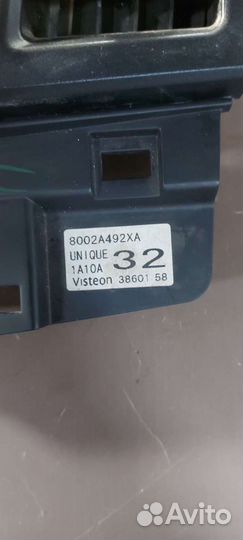 8002A492XA
UNIQUE 32
1A10A
Visteon 38601 58
Avito